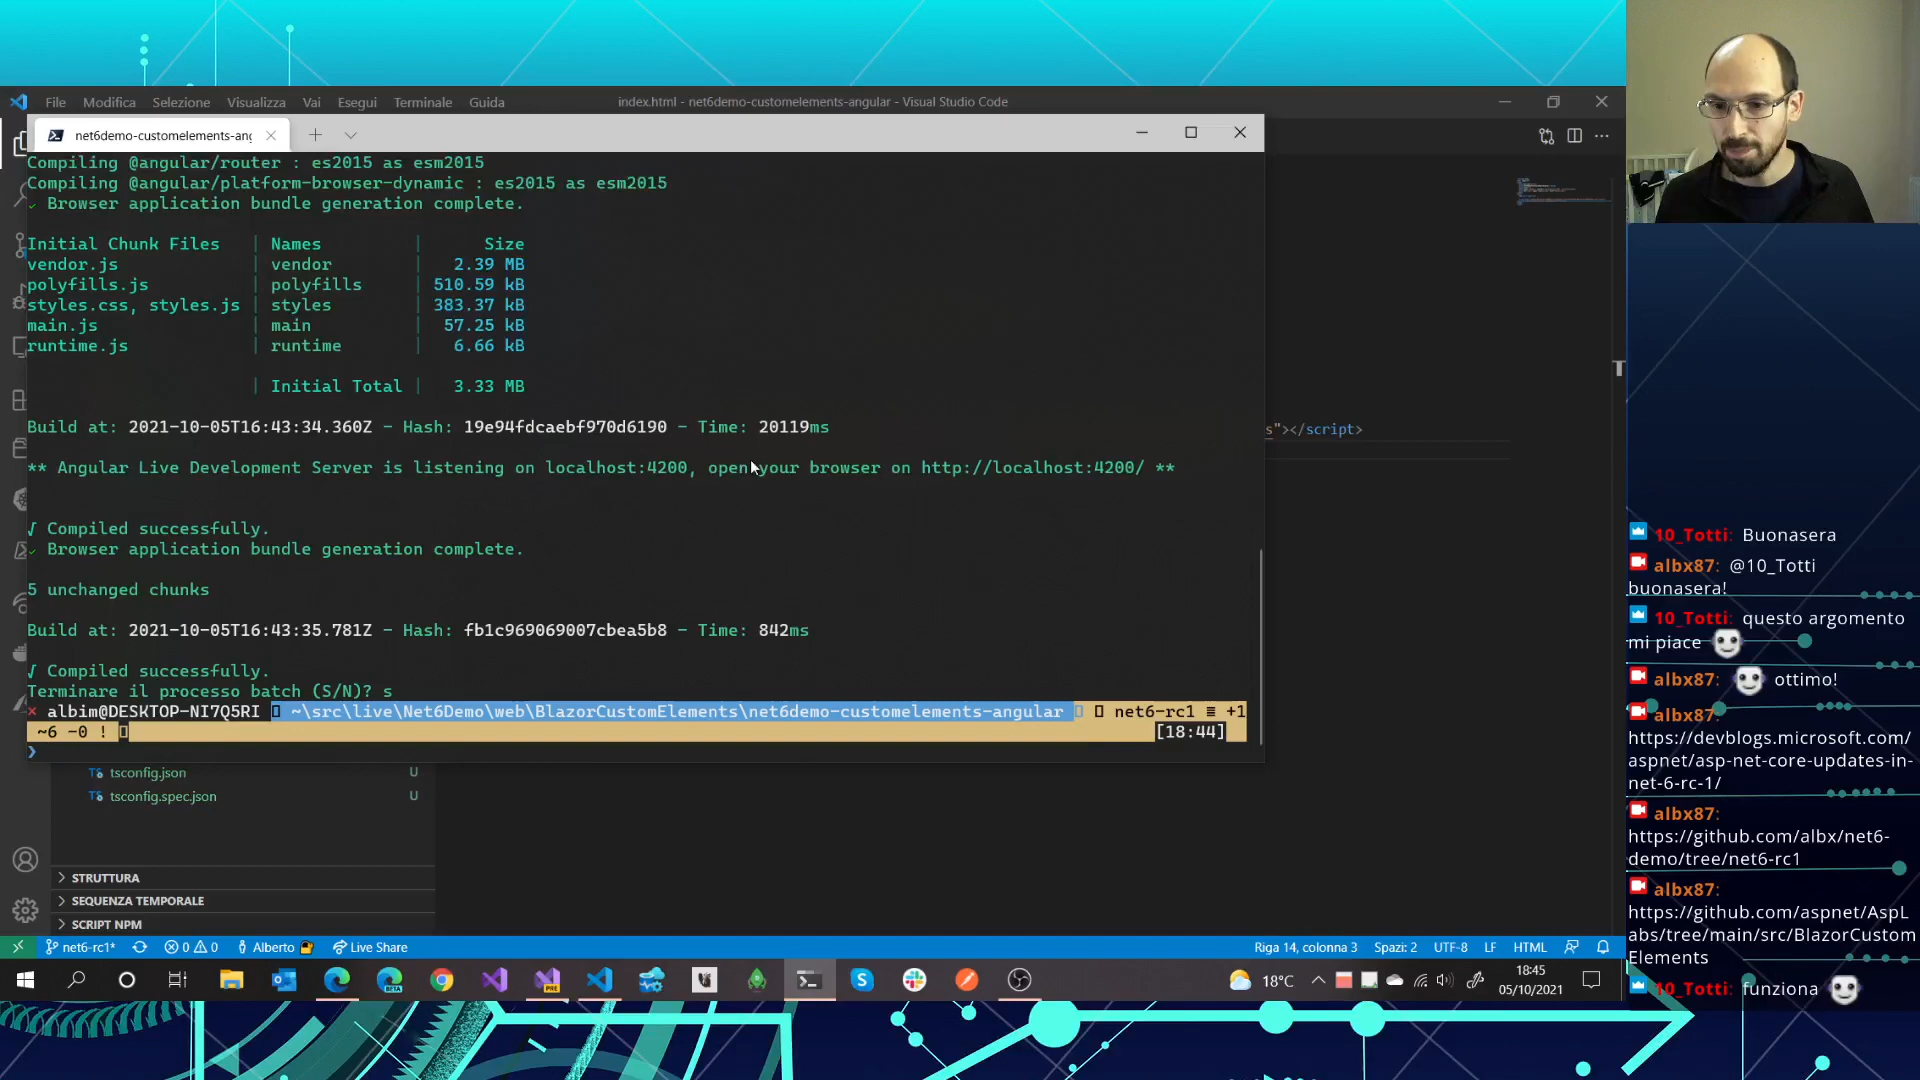 File Modifica Selezione Visualizza Vai Esegui Terminale Guida
index.html - net6demo-customelements-angular - Visual Studio Code
net6demo-customelements-ang
Compiling @angular/router : es2015 as esm2015
Compiling @angular/platform-browser-dynamic : es2015 as esm2015
✓ Browser application bundle generation complete.
Initial Chunk Files | Names | Size
vendor.js | vendor | 2.39 MB
polyfills.js | polyfills | 510.59 kB
styles.css, styles.js | styles | 383.37 kB
main.js | main | 57.25 kB
runtime.js | runtime | 6.66 kB
| Initial Total | 3.33 MB
Build at: 2021-10-05T16:43:34.360Z - Hash: 19e94fdcaebf970d6190 - Time: 20119ms
** Angular Live Development Server is listening on localhost:4200, open your browser on http://localhost:4200/ **
√ Compiled successfully.
✓ Browser application bundle generation complete.
5 unchanged chunks
Build at: 2021-10-05T16:43:35.781Z - Hash: fb1c969069007cbea5b8 - Time: 842ms
√ Compiled successfully.
Terminare il processo batch (S/N)? s
× albim@DESKTOP-NI7Q5RI ~\src\live\Net6Demo\web\BlazorCustomElements\net6demo-customelements-angular net6-rc1 ≡ +1
~6 -0 ! [18:44]
❯
s"></script>
TS tsconfig.json U
TS tsconfig.spec.json U
STRUTTURA
SEQUENZA TEMPORALE
SCRIPT NPM
net6-rc1* 0 0 Alberto Live Share
Riga 14, colonna 3 Spazi: 2 UTF-8 LF HTML
18°C
18:45
05/10/2021
10_Totti: Buonasera
albx87: @10_Totti
buonasera!
10_Totti: questo argomento
mi piace
albx87: ottimo!
albx87:
https://devblogs.microsoft.com/
aspnet/asp-net-core-updates-in-
net-6-rc-1/
albx87:
https://github.com/albx/net6-
demo/tree/net6-rc1
albx87:
https://github.com/aspnet/AspL
abs/tree/main/src/BlazorCustom
Elements
10_Totti: funziona